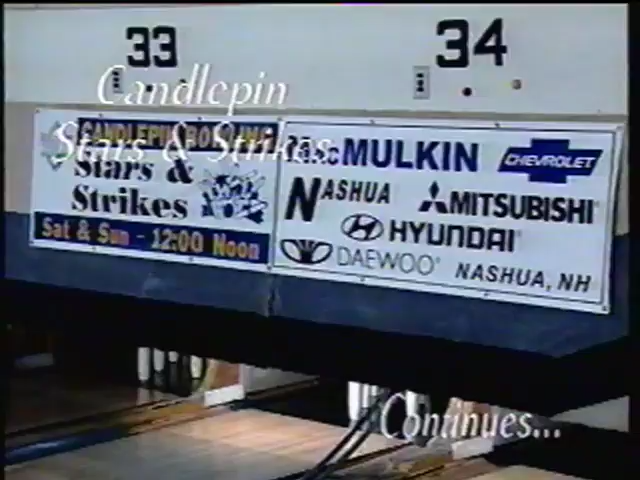 33
34
Candlepin
Stars & Strikes
CANDLEPIN BOWLING
Stars &
Strikes
Sat & Sun - 12:00 Noon
MULKIN
CHEVROLET
NASHUA
MITSUBISHI
HYUNDAI
DAEWOO
NASHUA, NH
Continues...